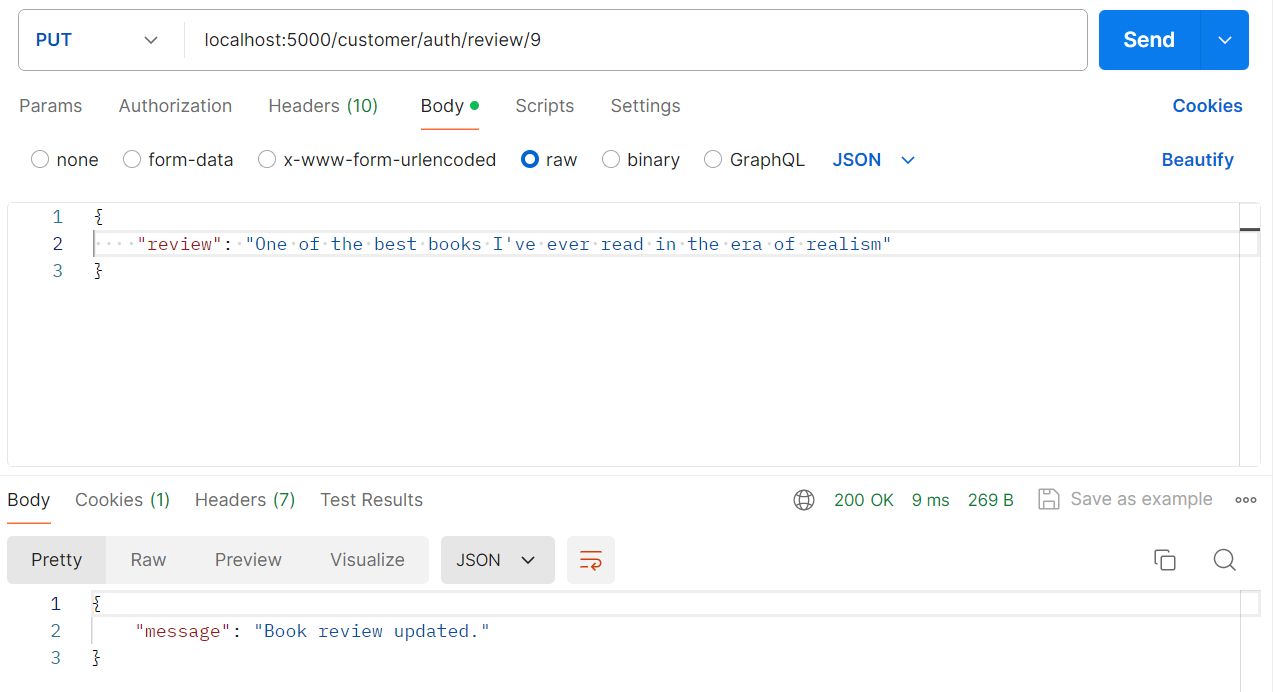 PUT localhost:5000/customer/auth/review/9 Send
Params Authorization Headers (10) Body Scripts Settings Cookies
none form-data x-www-form-urlencoded raw binary GraphQL JSON Beautify
1 {
2 "review": "One of the best books I've ever read in the era of realism"
3 }
Body Cookies (1) Headers (7) Test Results 200 OK 9 ms 269 B Save as example
Pretty Raw Preview Visualize JSON
1 {
2 "message": "Book review updated."
3 }